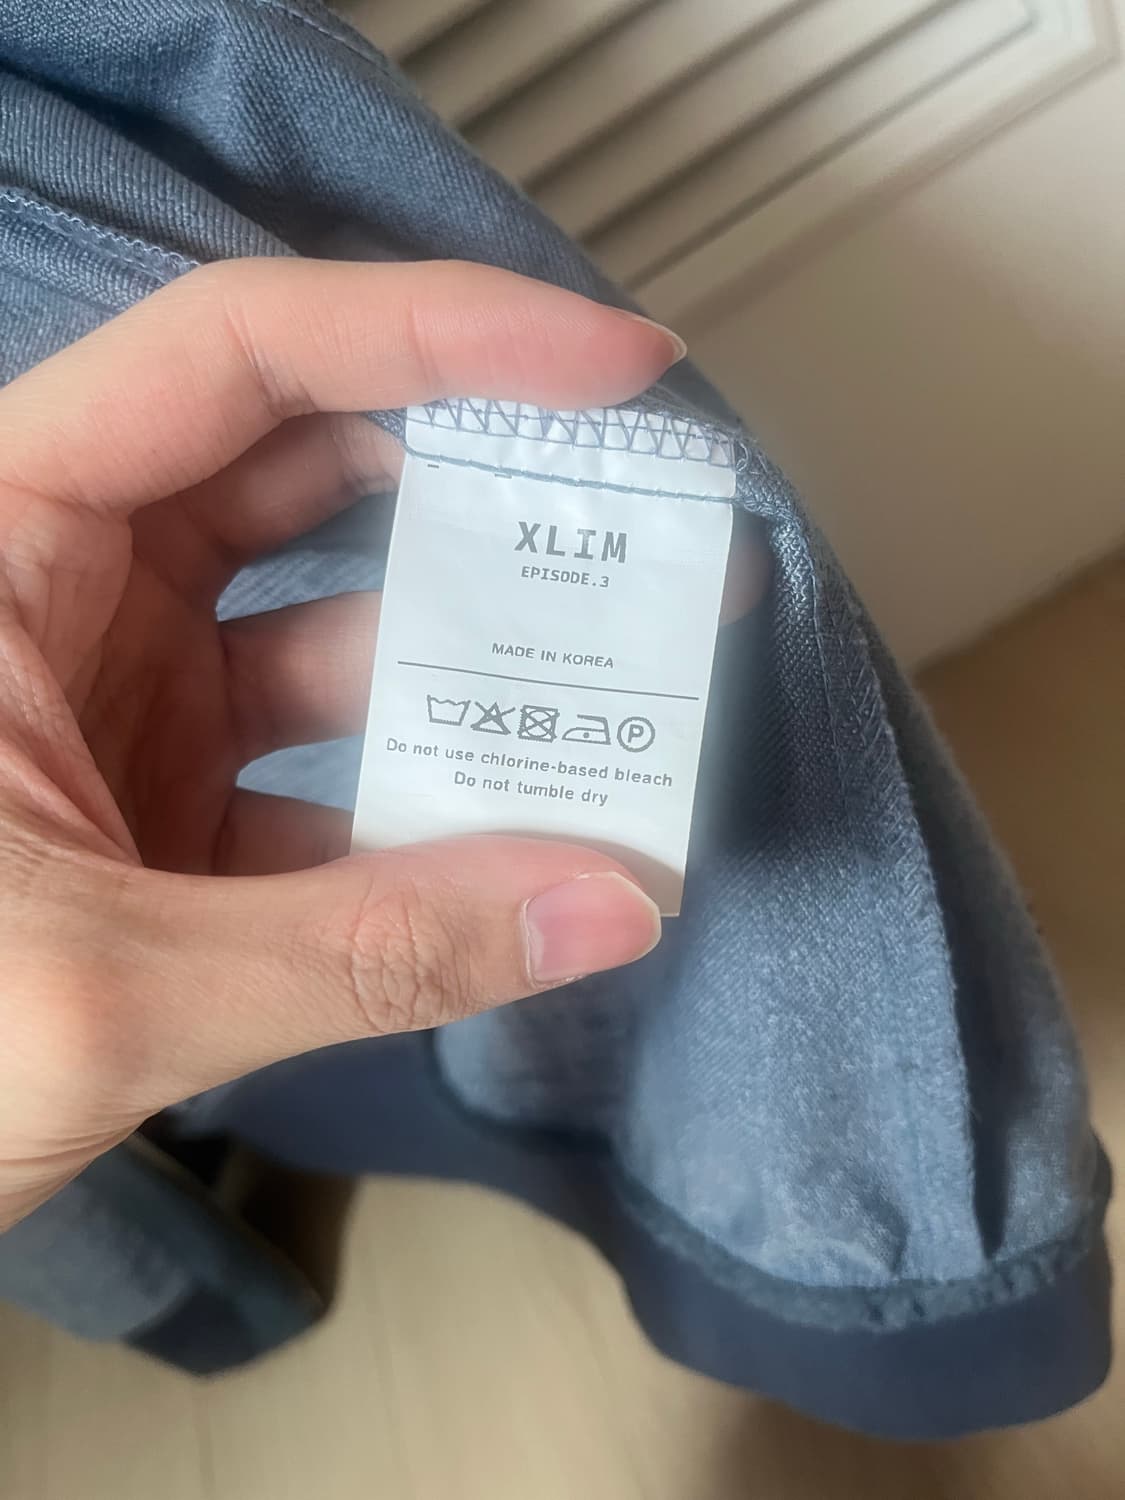 XLIM
EPISODE.3
MADE IN KOREA
P
Do not use chlorine-based bleach
Do not tumble dry